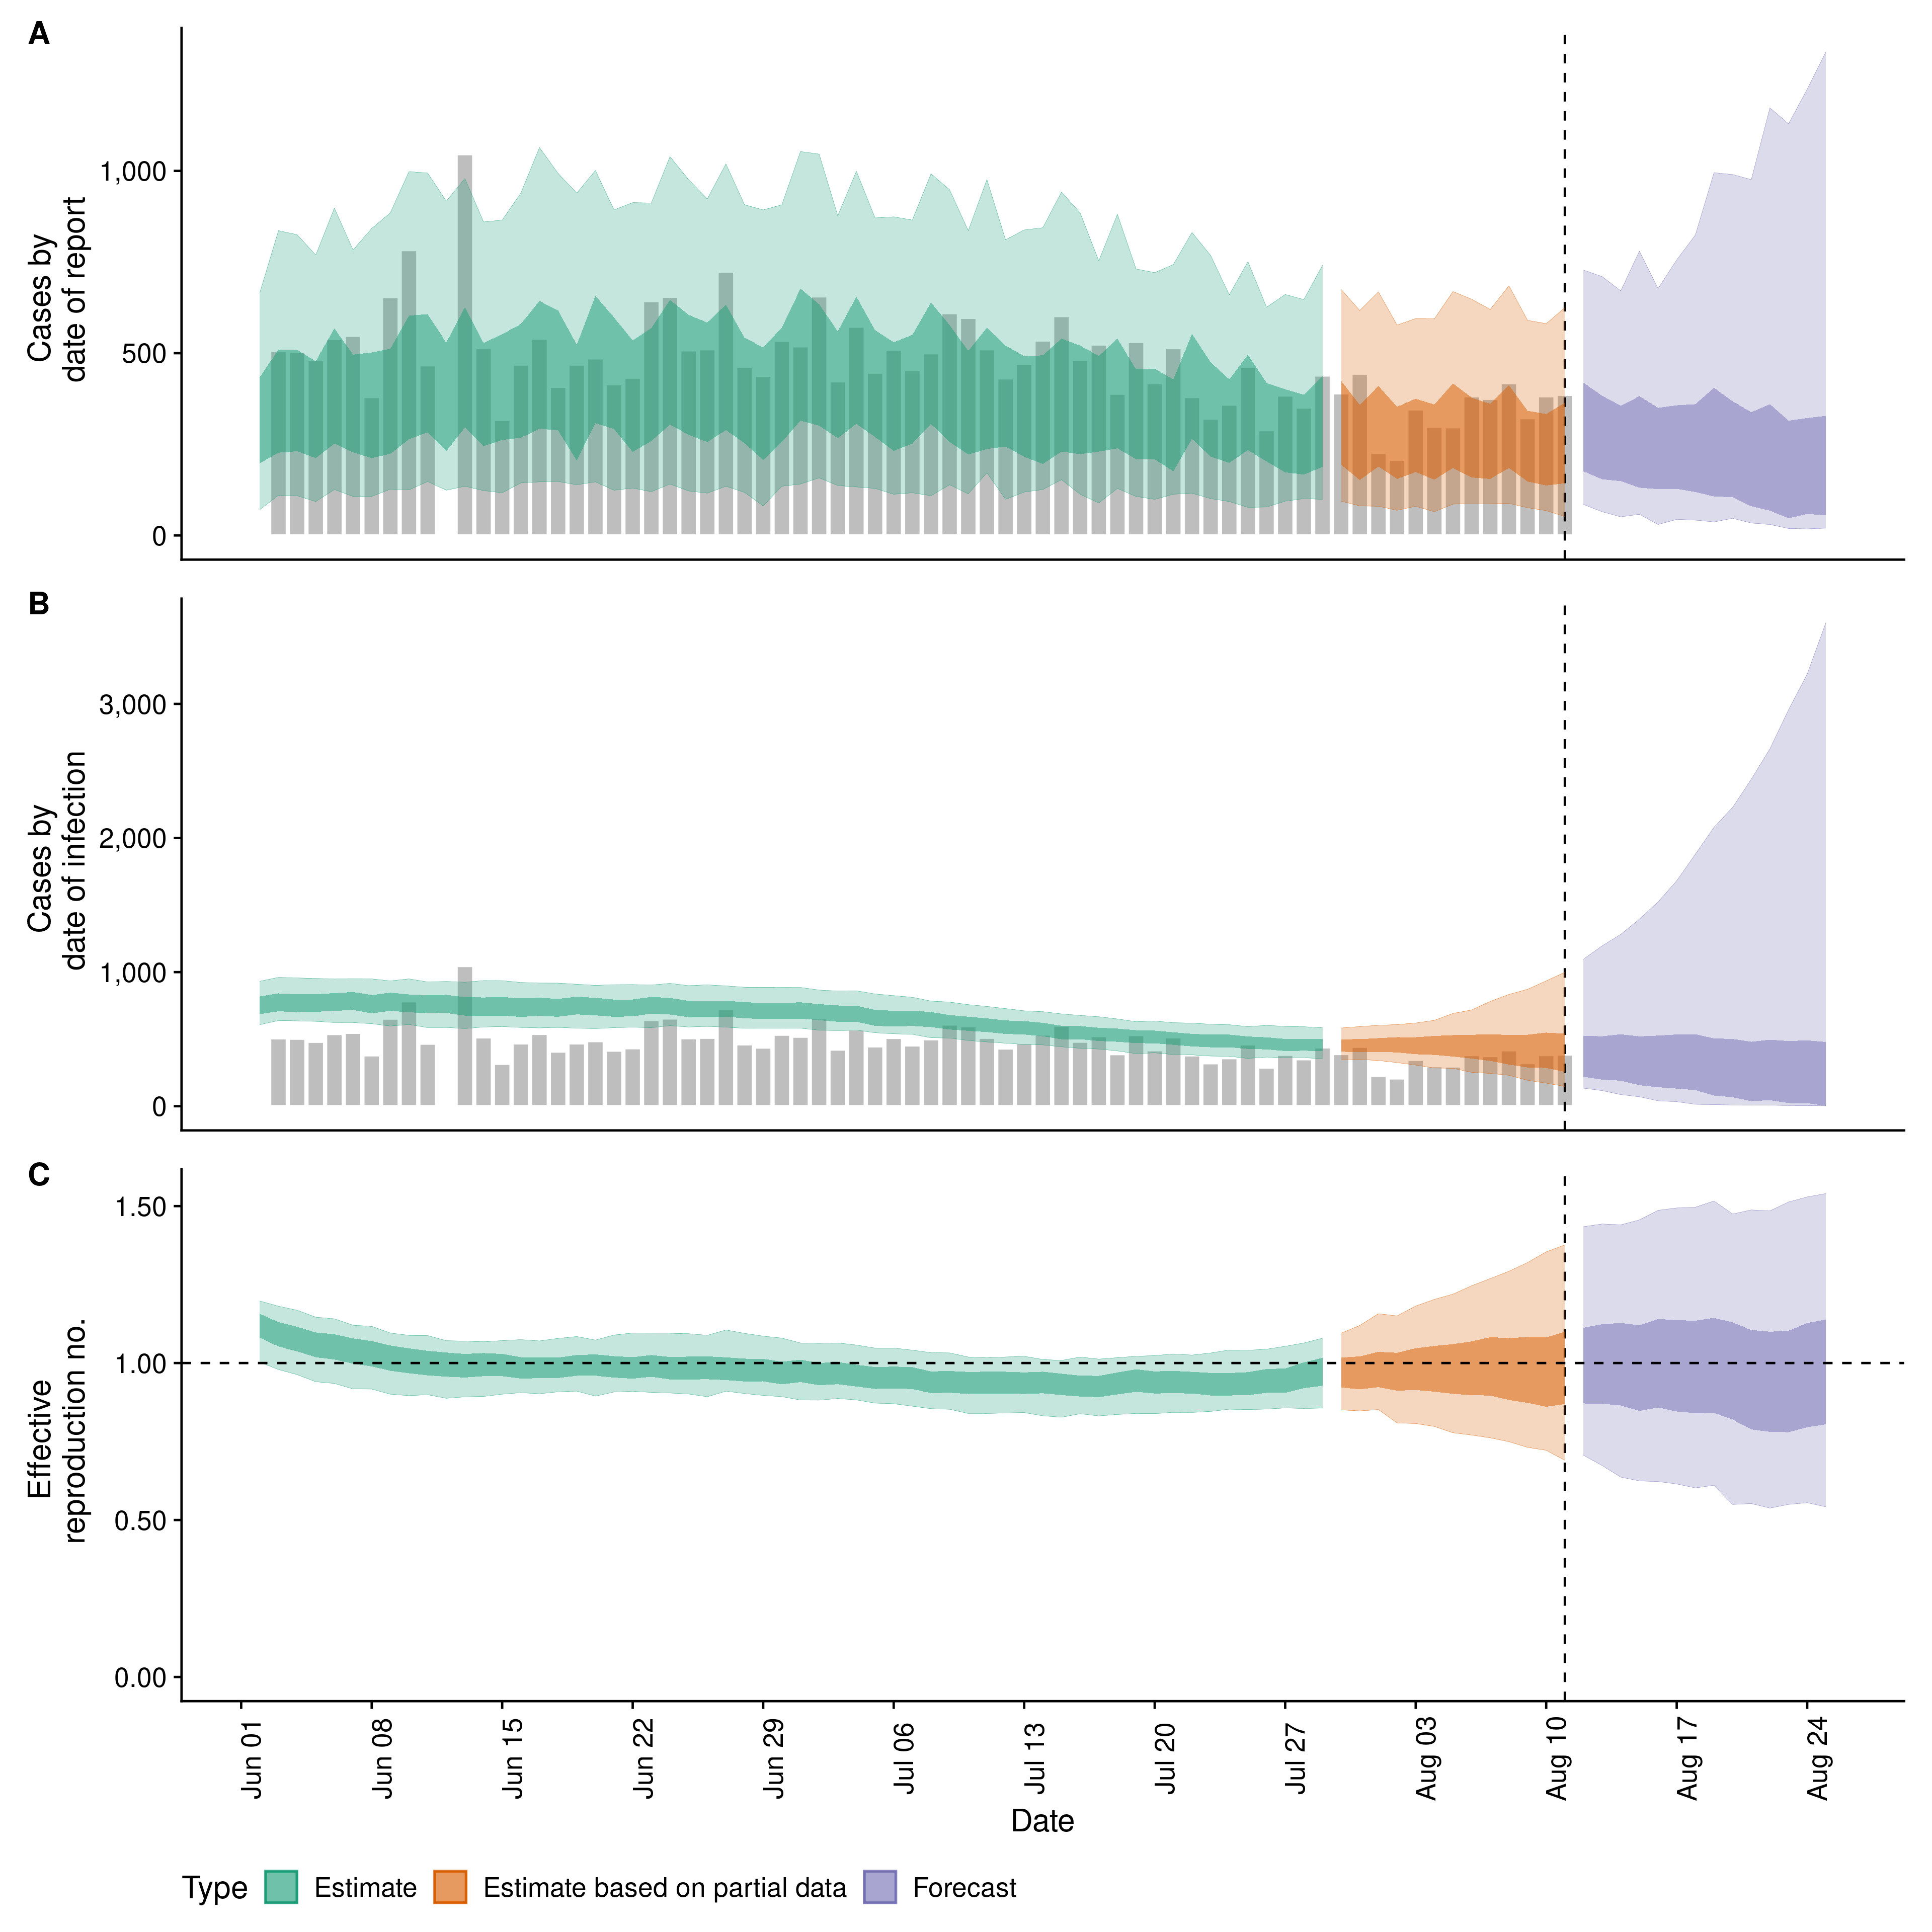 A
Cases by
date of report
1,000
500
0
B
Cases by
date of infection
3,000
2,000
1,000
0
C
Effective
reproduction no.
1.50
1.00
0.50
0.00
Jun 01
Jun 08
Jun 15
Jun 22
Jun 29
Jul 06
Jul 13
Jul 20
Jul 27
Aug 03
Aug 10
Aug 17
Aug 24
Date
Type Estimate Estimate based on partial data Forecast